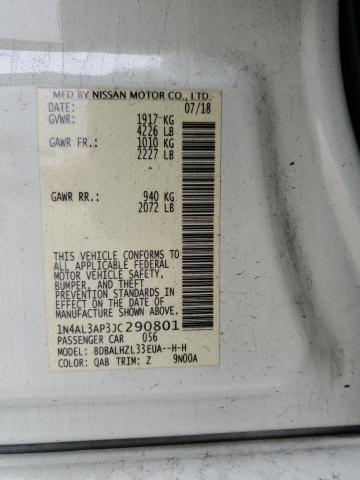 MFD BY NISSAN MOTOR CO., LTD.
DATE: 07/18
GVWR: 1917 KG
4226 LB
GAWR FR.: 1010 KG
2227 LB
GAWR RR.: 940 KG
2072 LB
THIS VEHICLE CONFORMS TO
ALL APPLICABLE FEDERAL
MOTOR VEHICLE SAFETY,
BUMPER, AND THEFT
PREVENTION STANDARDS IN
EFFECT ON THE DATE OF
MANUFACTURE SHOWN ABOVE.
1N4AL3AP3JC290801
PASSENGER CAR 056
MODEL: BDBALHZL33EUA--H-H
COLOR: QAB TRIM: Z 9N00A